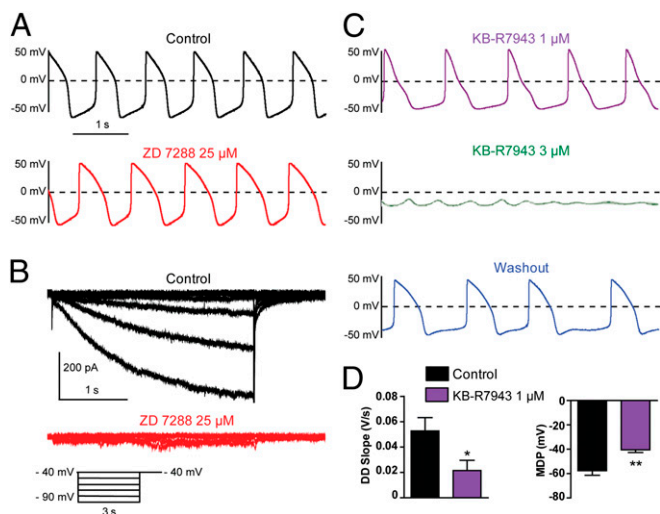 A
Control
50 mV
0 mV
-50 mV
1 s
ZD 7288 25 µM
50 mV
0 mV
-50 mV
B
Control
200 pA
1 s
ZD 7288 25 µM
- 40 mV
- 40 mV
- 90 mV
3 s
C
KB-R7943 1 µM
50 mV
0 mV
-50 mV
KB-R7943 3 µM
50 mV
0 mV
-50 mV
Washout
50 mV
0 mV
-50 mV
D
Control
KB-R7943 1 µM
DD Slope (V/s)
0.08
0.06
0.04
0.02
0.00
*
MDP (mV)
0
-20
-40
-60
-80
**